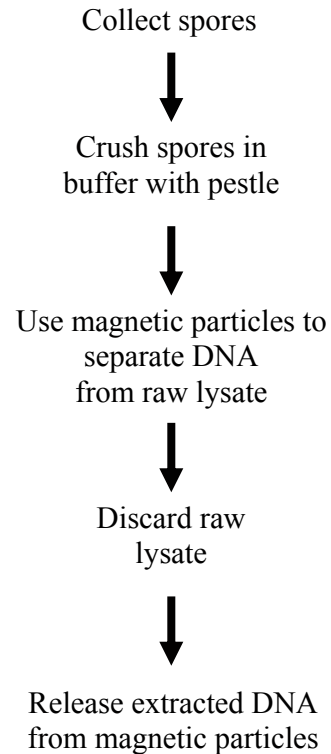 Collect spores
Crush spores in
buffer with pestle
Use magnetic particles to
separate DNA
from raw lysate
Discard raw
lysate
Release extracted DNA
from magnetic particles